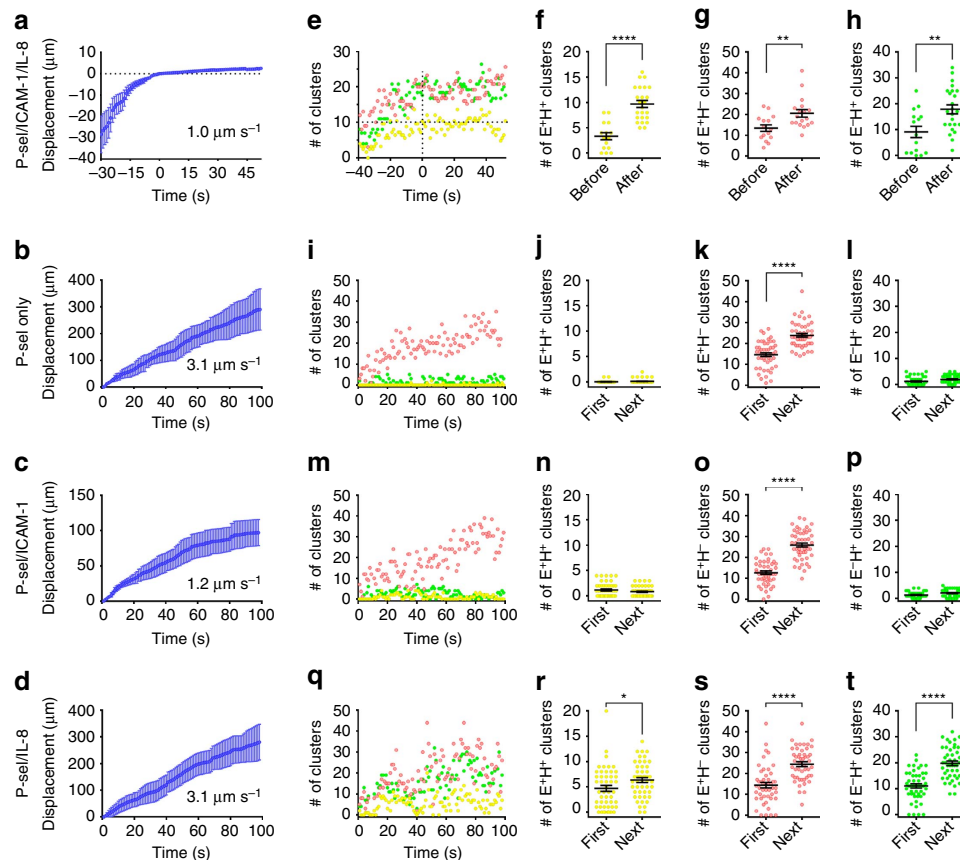 a
P-sel/ICAM-1/IL-8
Displacement (μm)
10
0
−10
−20
−30
−40
1.0 μm s⁻¹
−30
−15
0
15
30
45
Time (s)
e
# of clusters
30
20
10
0
−40
−20
0
20
40
Time (s)
f
# of E⁺H⁺ clusters
20
15
10
5
0
****
Before
After
g
# of E⁺H⁻ clusters
50
40
30
20
10
0
**
Before
After
h
# of E⁻H⁺ clusters
40
30
20
10
0
**
Before
After
b
P-sel only
Displacement (μm)
400
300
200
100
0
3.1 μm s⁻¹
0
20
40
60
80
100
Time (s)
i
# of clusters
50
40
30
20
10
0
0
20
40
60
80
100
Time (s)
j
# of E⁺H⁺ clusters
20
15
10
5
0
First
Next
k
# of E⁺H⁻ clusters
50
40
30
20
10
0
****
First
Next
l
# of E⁻H⁺ clusters
40
30
20
10
0
First
Next
c
P-sel/ICAM-1
Displacement (μm)
150
100
50
0
1.2 μm s⁻¹
0
20
40
60
80
100
Time (s)
m
# of clusters
50
40
30
20
10
0
0
20
40
60
80
100
Time (s)
n
# of E⁺H⁺ clusters
20
15
10
5
0
First
Next
o
# of E⁺H⁻ clusters
50
40
30
20
10
0
****
First
Next
p
# of E⁻H⁺ clusters
40
30
20
10
0
First
Next
d
P-sel/IL-8
Displacement (μm)
400
300
200
100
0
3.1 μm s⁻¹
0
20
40
60
80
100
Time (s)
q
# of clusters
50
40
30
20
10
0
0
20
40
60
80
100
Time (s)
r
# of E⁺H⁺ clusters
20
15
10
5
0
*
First
Next
s
# of E⁺H⁻ clusters
50
40
30
20
10
0
****
First
Next
t
# of E⁻H⁺ clusters
40
30
20
10
0
****
First
Next